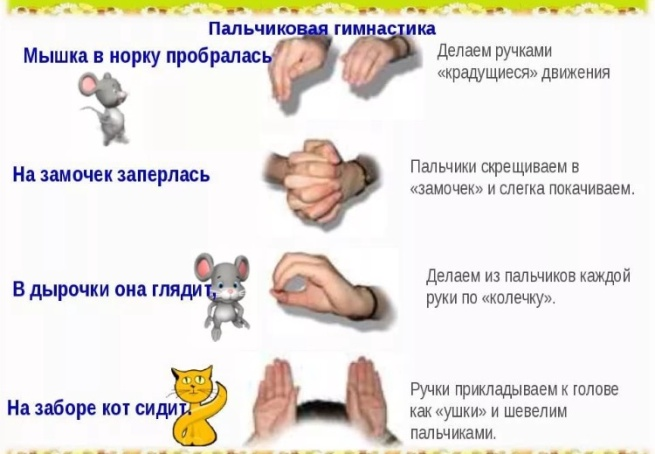 Пальчиковая гимнастика
Мышка в норку пробралась
Делаем ручками
«крадущиеся» движения
На замочек заперлась
Пальчики скрещиваем в
«замочек» и слегка покачиваем.
В дырочки она глядит,
Делаем из пальчиков каждой
руки по «колечку».
На заборе кот сидит.
Ручки прикладываем к голове
как «ушки» и шевелим
пальчиками.